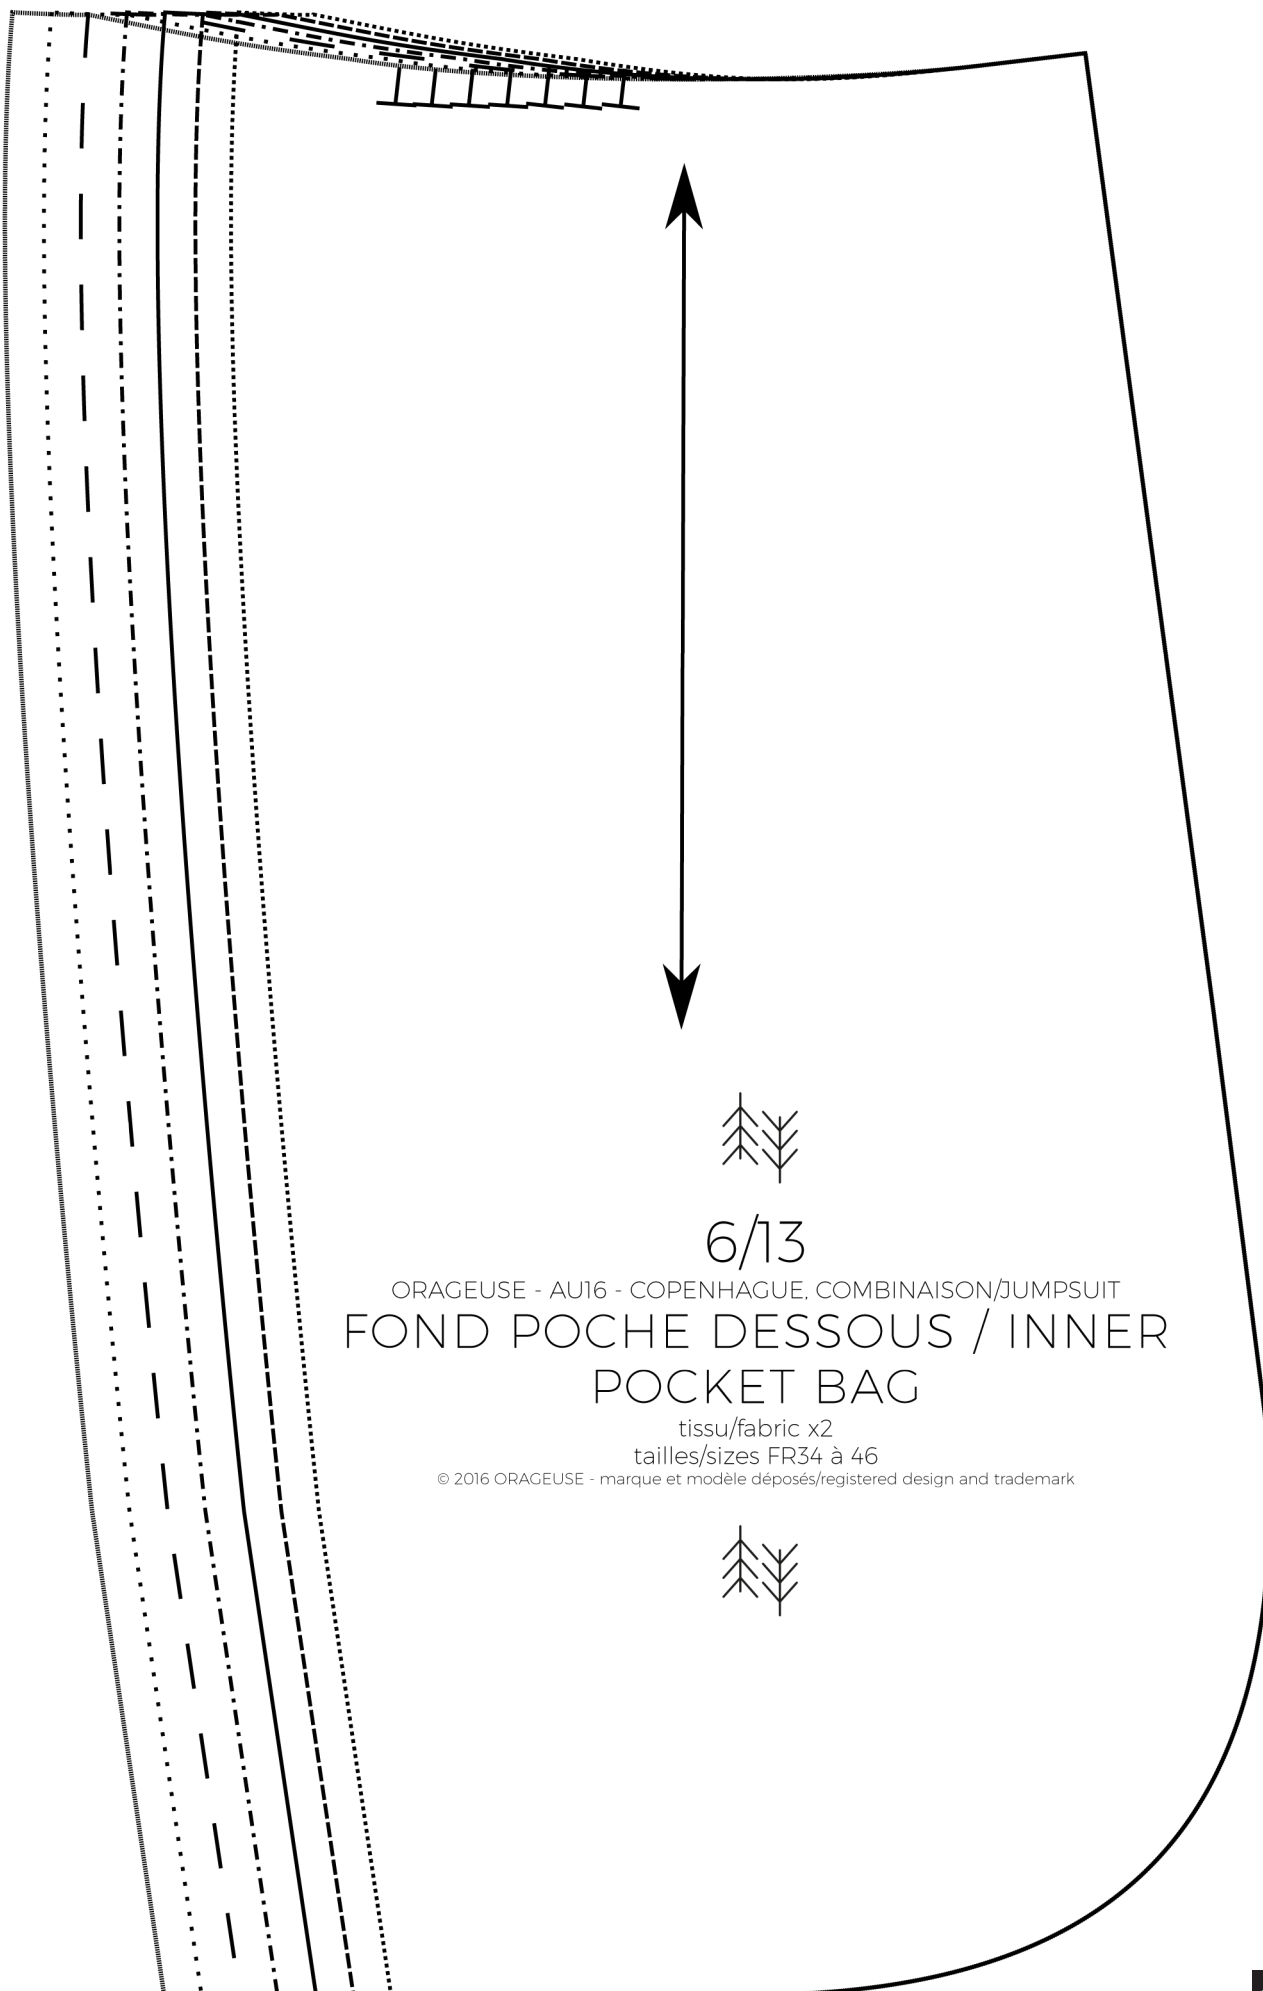 6/13
ORAGEUSE - AU16 - COPENHAGUE, COMBINAISON/JUMPSUIT
FOND POCHE DESSOUS / INNER
POCKET BAG
tissu/fabric x2
tailles/sizes FR34 à 46
© 2016 ORAGEUSE - marque et modèle déposés/registered design and trademark